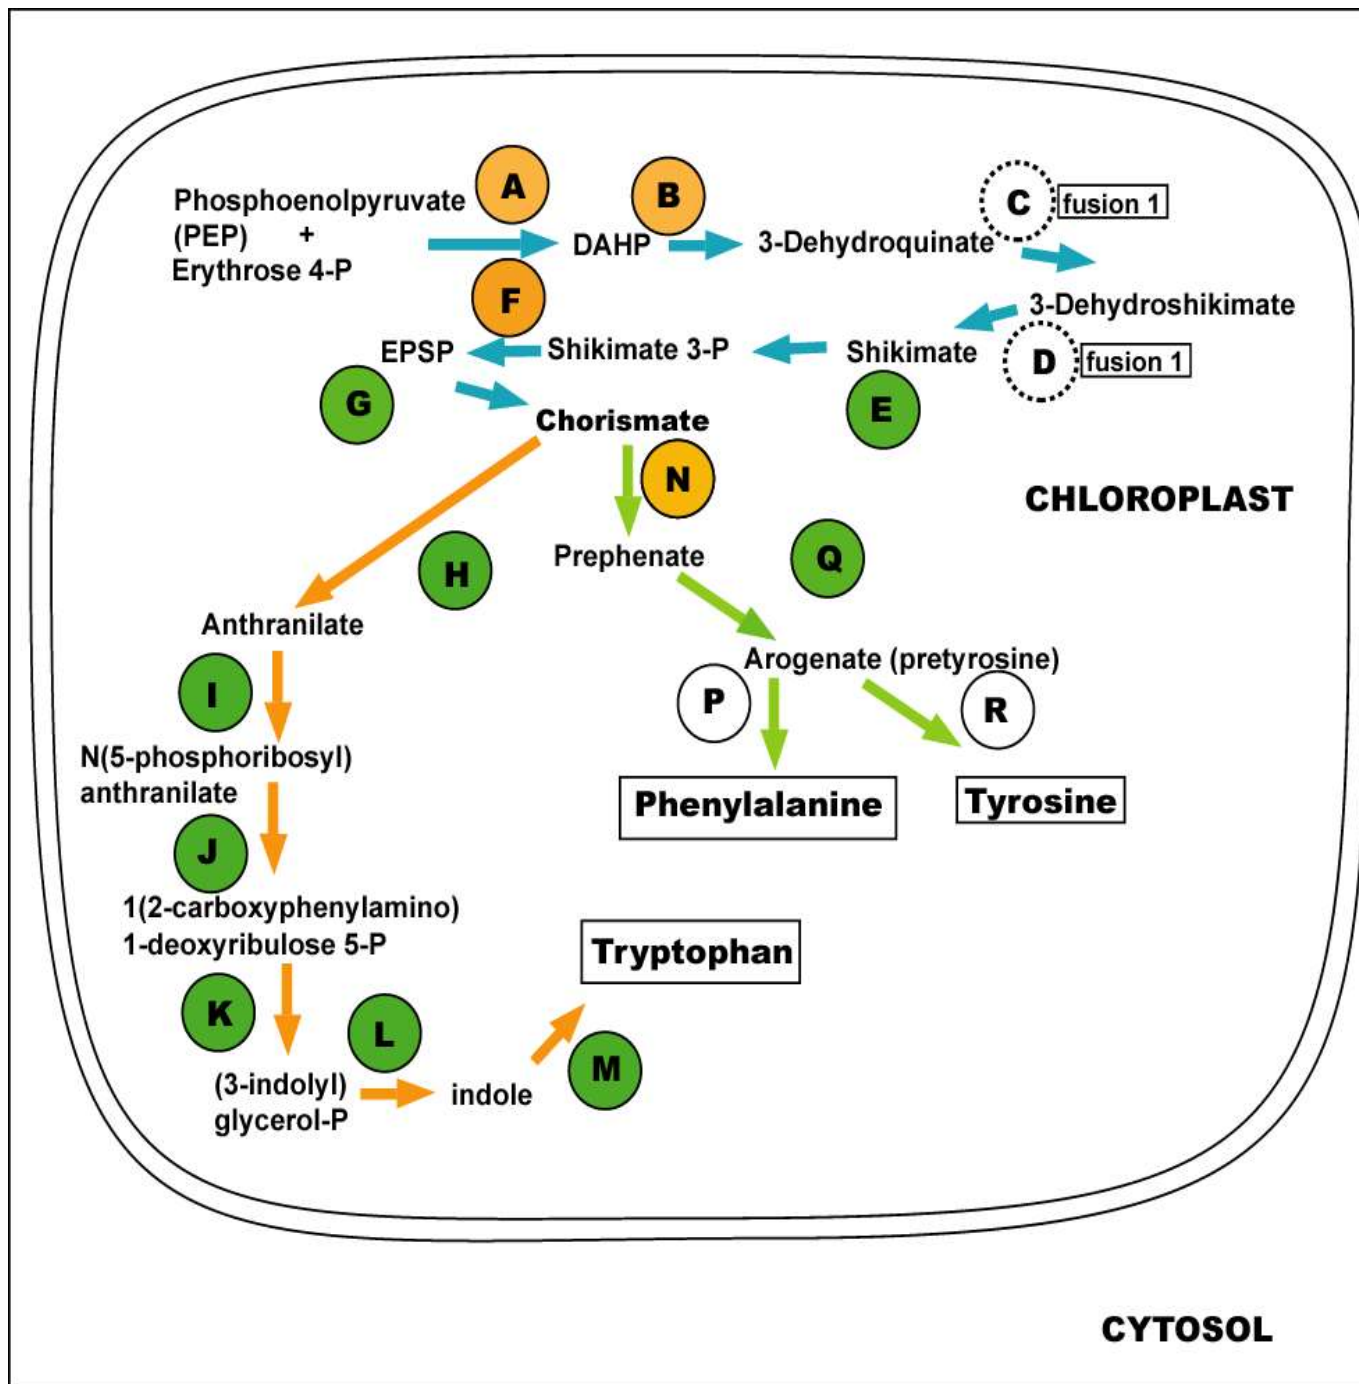 A
B
C
fusion 1
Phosphoenolpyruvate
(PEP) +
Erythrose 4-P
DAHP
3-Dehydroquinate
F
3-Dehydroshikimate
EPSP
Shikimate 3-P
Shikimate
D
fusion 1
G
E
Chorismate
N
CHLOROPLAST
H
Prephenate
Q
Anthranilate
Arogenate (pretyrosine)
I
P
R
N(5-phosphoribosyl)
anthranilate
Phenylalanine
Tyrosine
J
1(2-carboxyphenylamino)
1-deoxyribulose 5-P
Tryptophan
K
L
M
(3-indolyl)
glycerol-P
indole
CYTOSOL